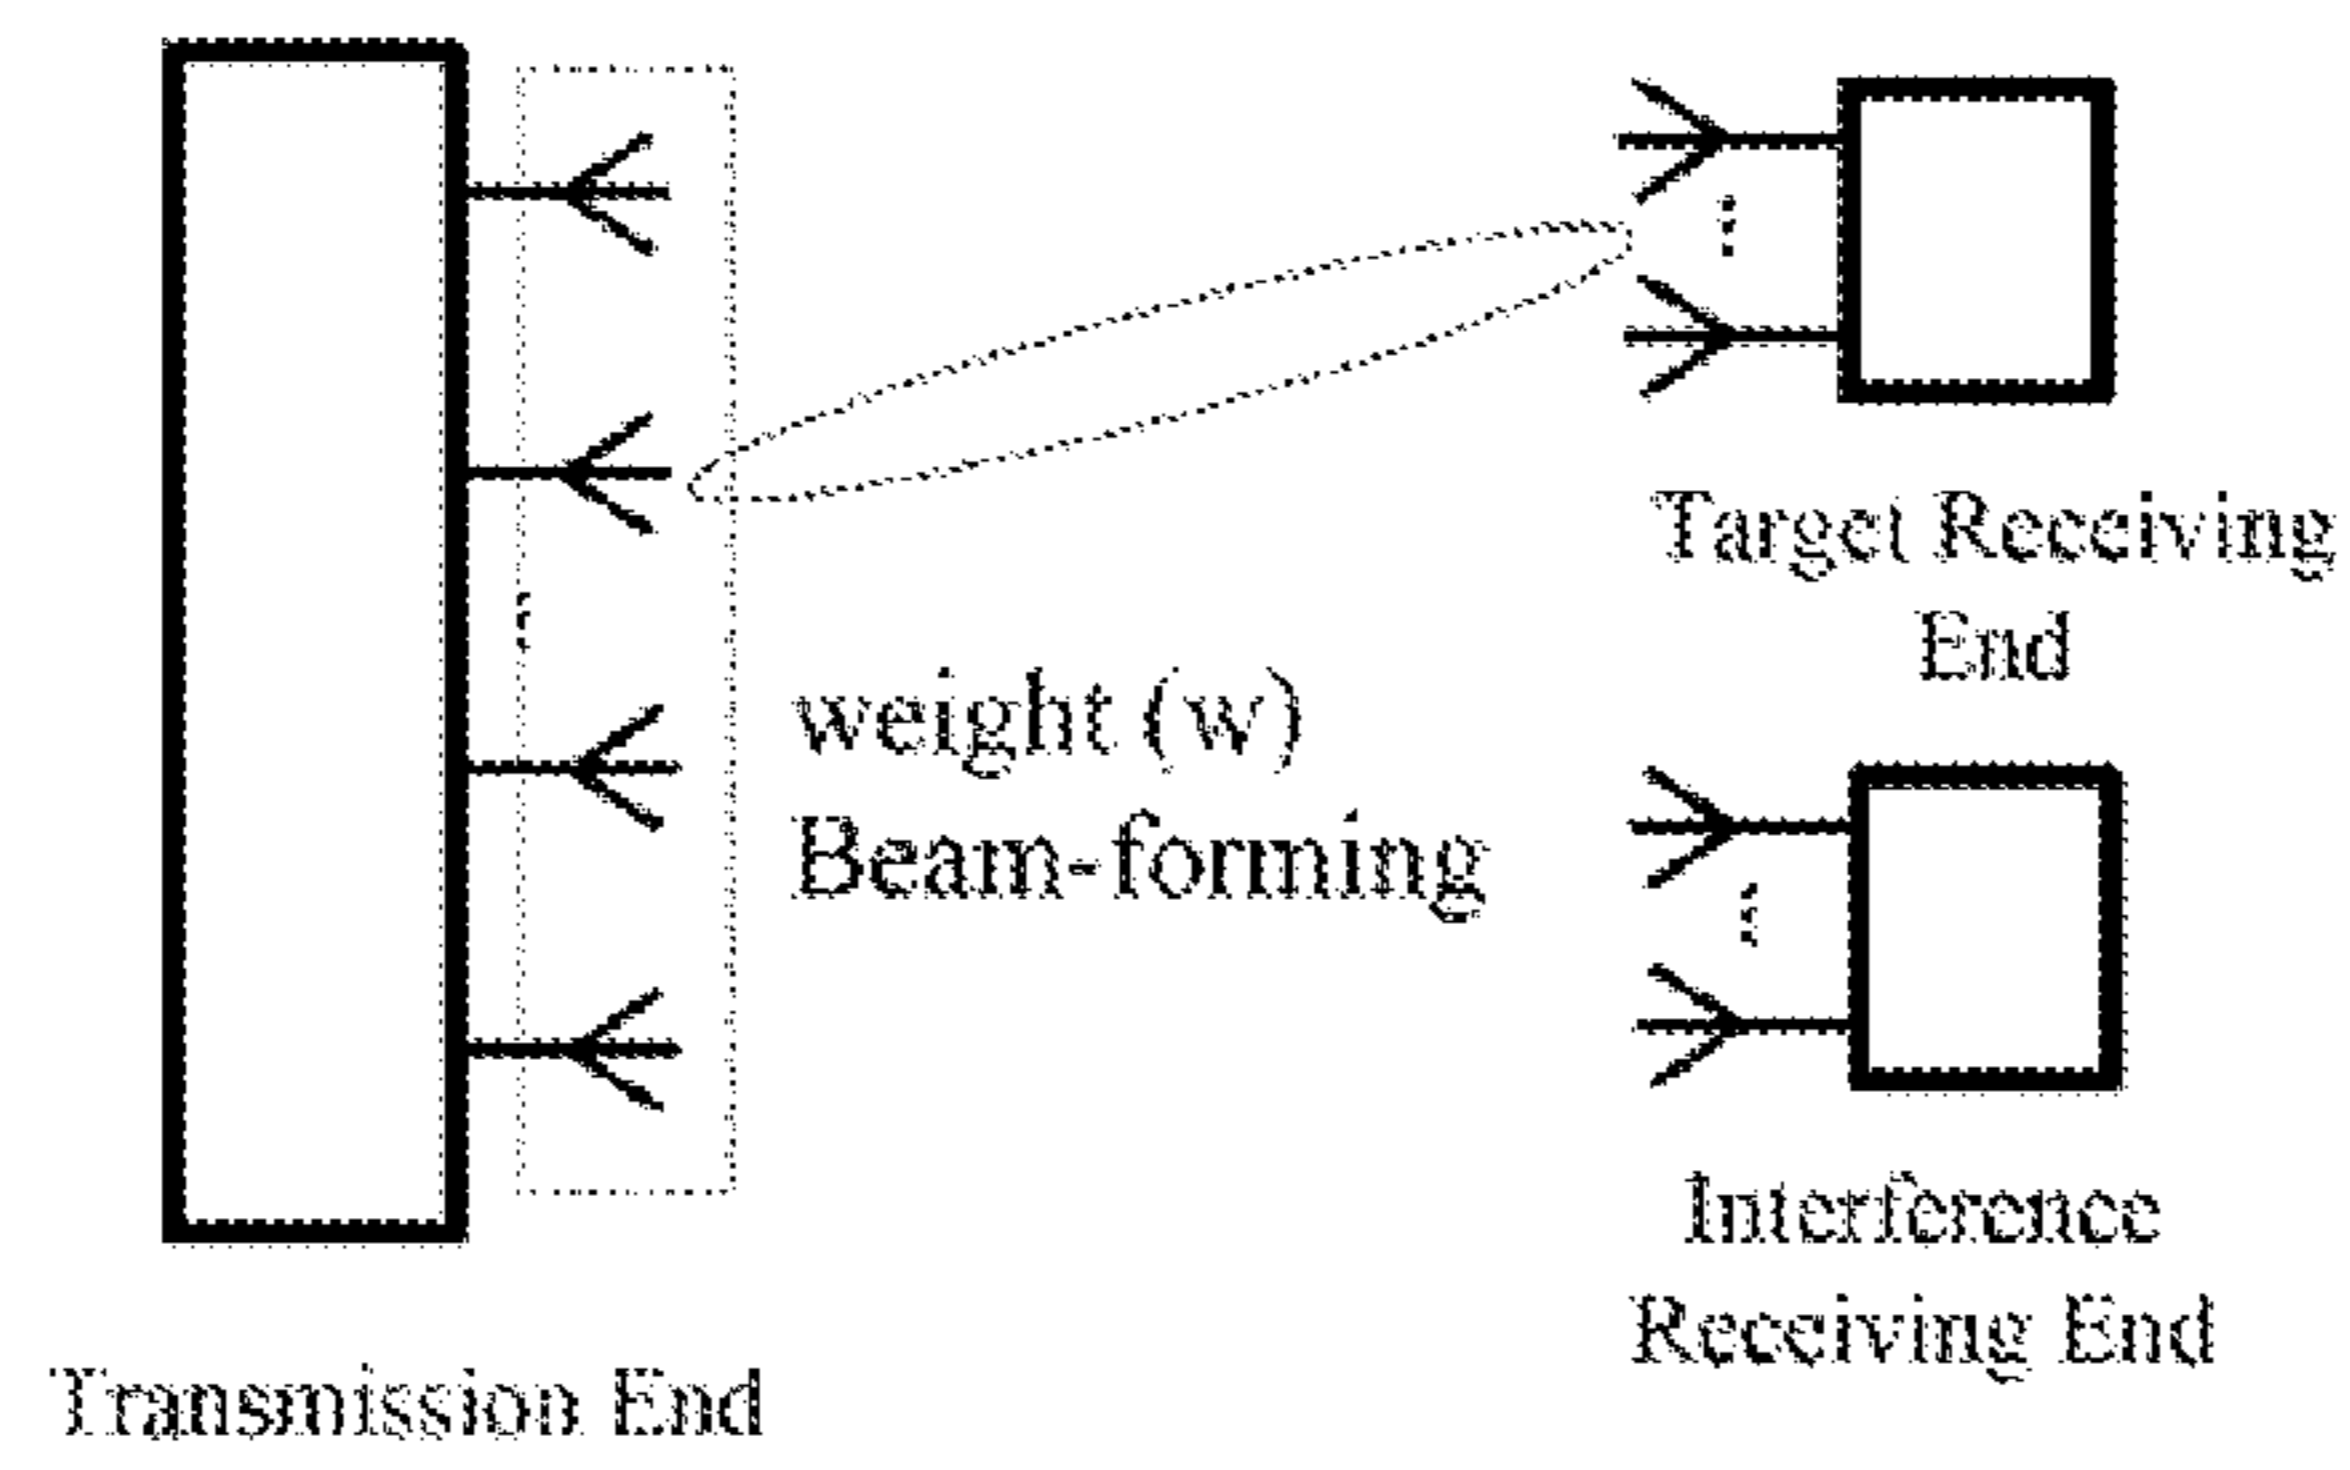 Target Receiving
End
weight (w)
Beam-forming
Interference
Receiving End
Transmission End